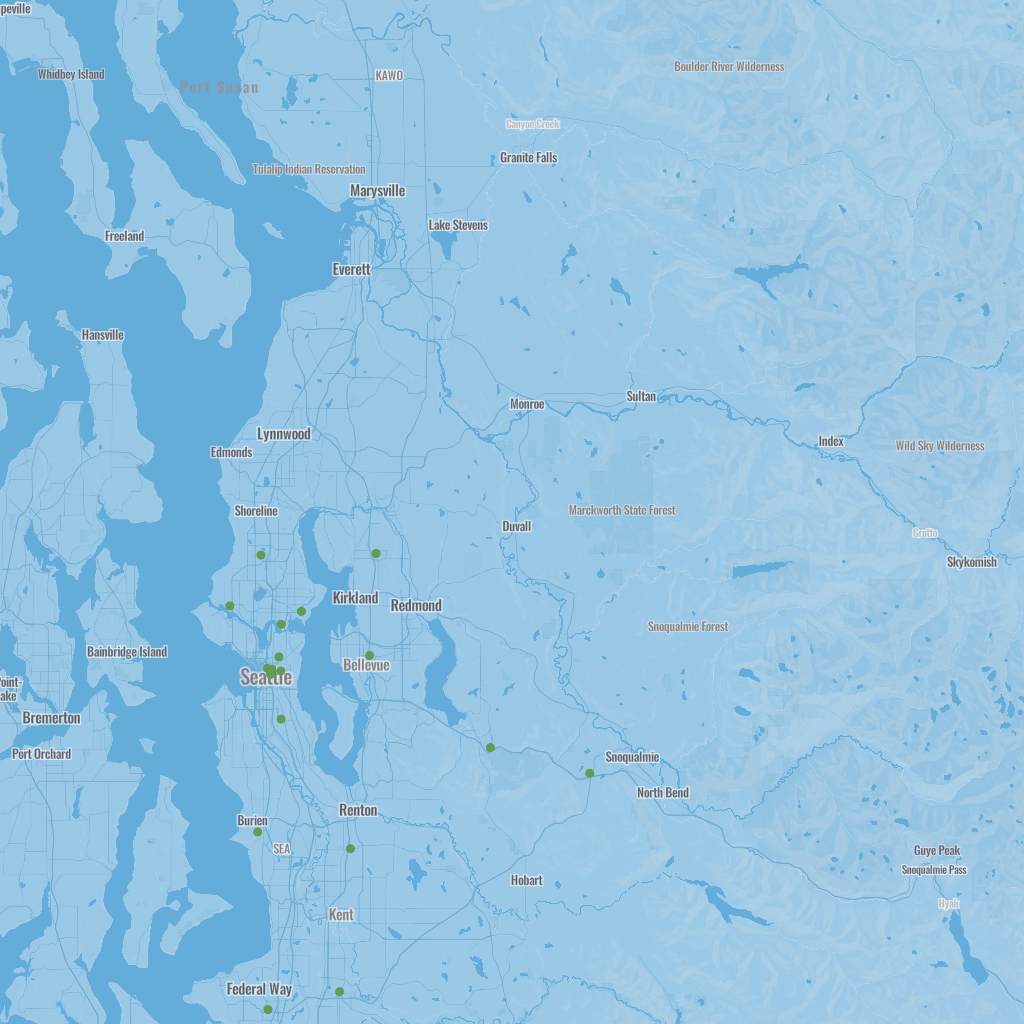 peville
Whidbey Island
KAWO
Boulder River Wilderness
Port Susan
Canyon Creek
Granite Falls
Tulalip Indian Reservation
Marysville
Lake Stevens
Freeland
Everett
Hansville
Sultan
Monroe
Lynnwood
Index
Wild Sky Wilderness
Edmonds
Shoreline
Marckworth State Forest
Duvall
Grotto
Skykomish
Kirkland
Redmond
Snoqualmie Forest
Bainbridge Island
Bellevue
Seattle
Point-
ake
Bremerton
Port Orchard
Snoqualmie
North Bend
Renton
Burien
SEA
Guye Peak
Snoqualmie Pass
Hobart
Hyak
Kent
Federal Way